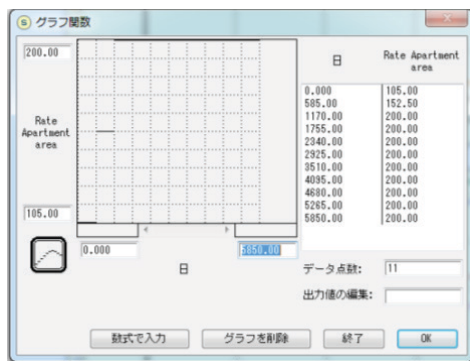 グラフ関数
200.00
Rate
Apartment
area
105.00
0.000
5850.00
日
日 Rate Apartment
area
0.000 105.00
585.00 152.50
1170.00 200.00
1755.00 200.00
2340.00 200.00
2925.00 200.00
3510.00 200.00
4095.00 200.00
4680.00 200.00
5265.00 200.00
5850.00 200.00
データ点数: 11
出力値の編集:
数式で入力 グラフを削除 終了 OK